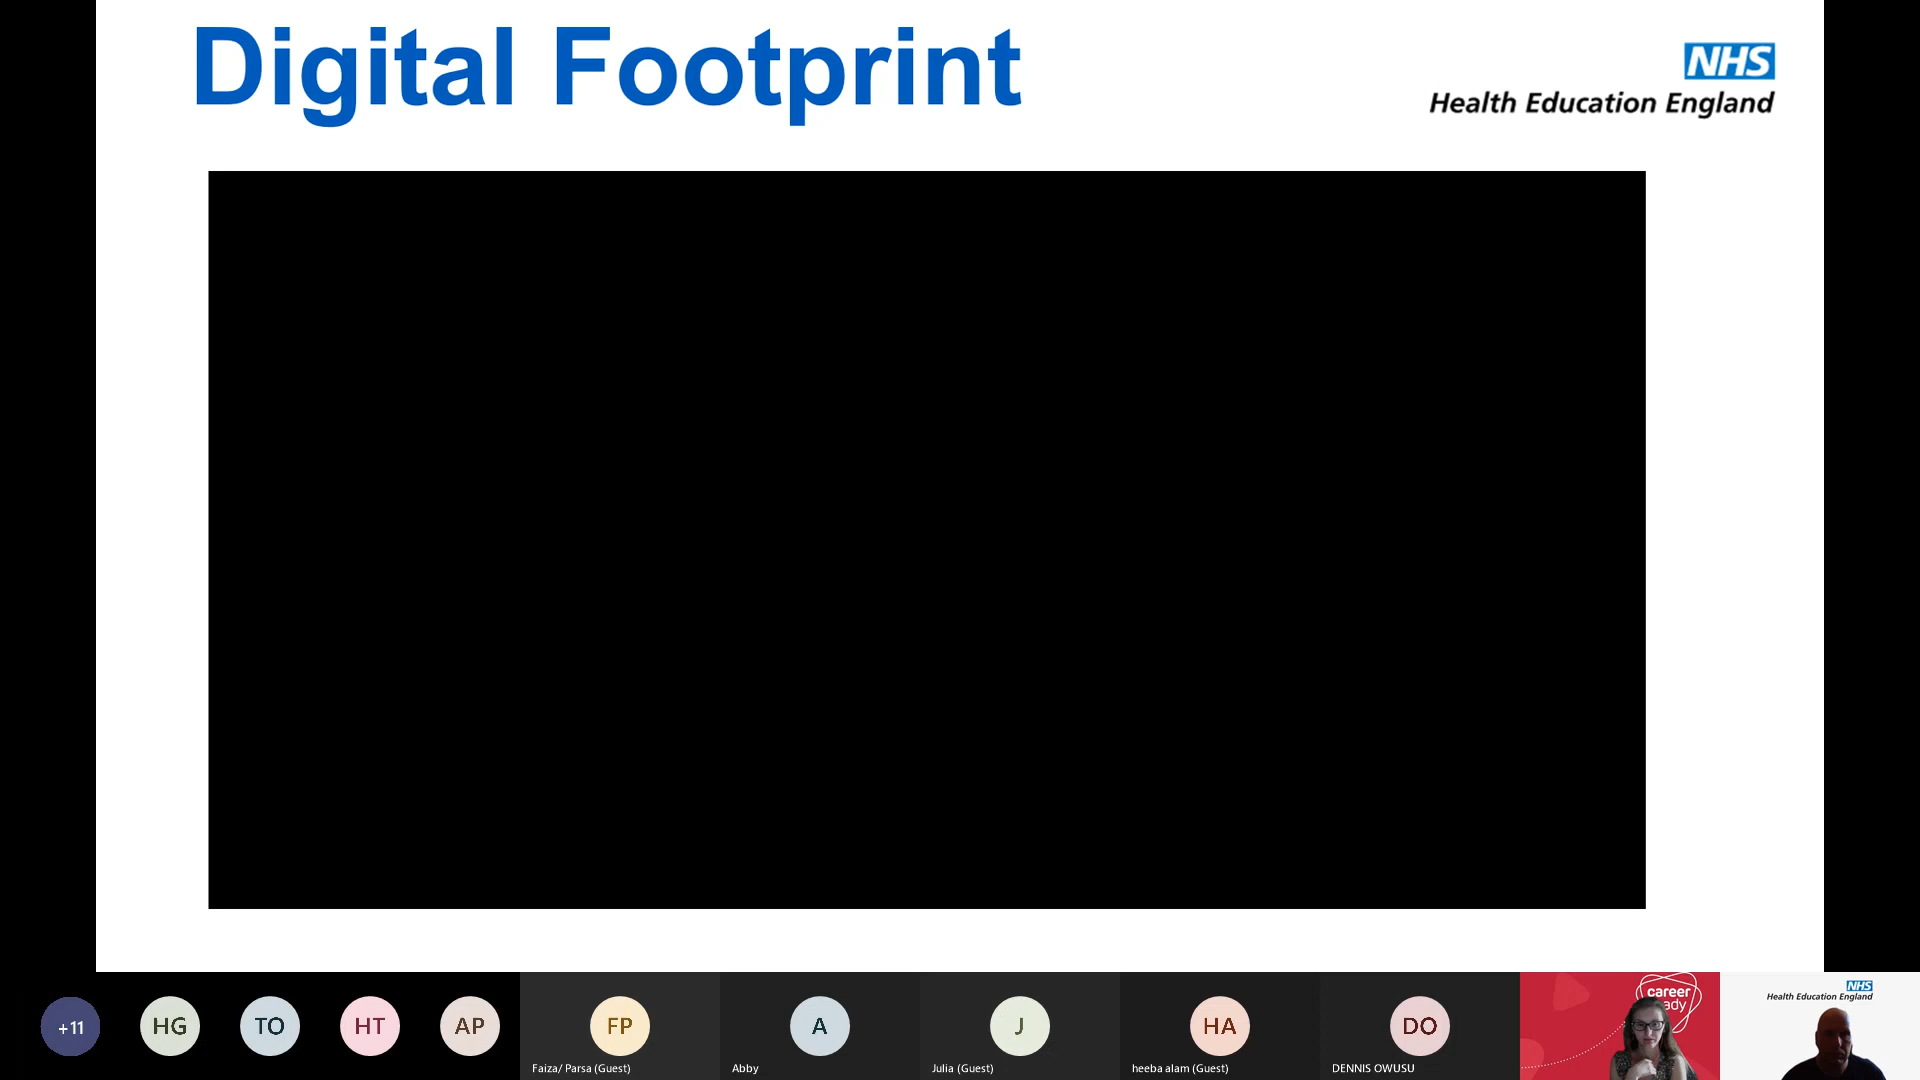 Digital Footprint
NHS
Health Education England
+11
HG
TO
HT
AP
FP
Faiza/ Parsa (Guest)
A
Abby
J
Julia (Guest)
HA
heeba alam (Guest)
DO
DENNIS OWUSU
career
ady
NHS
Health Education England